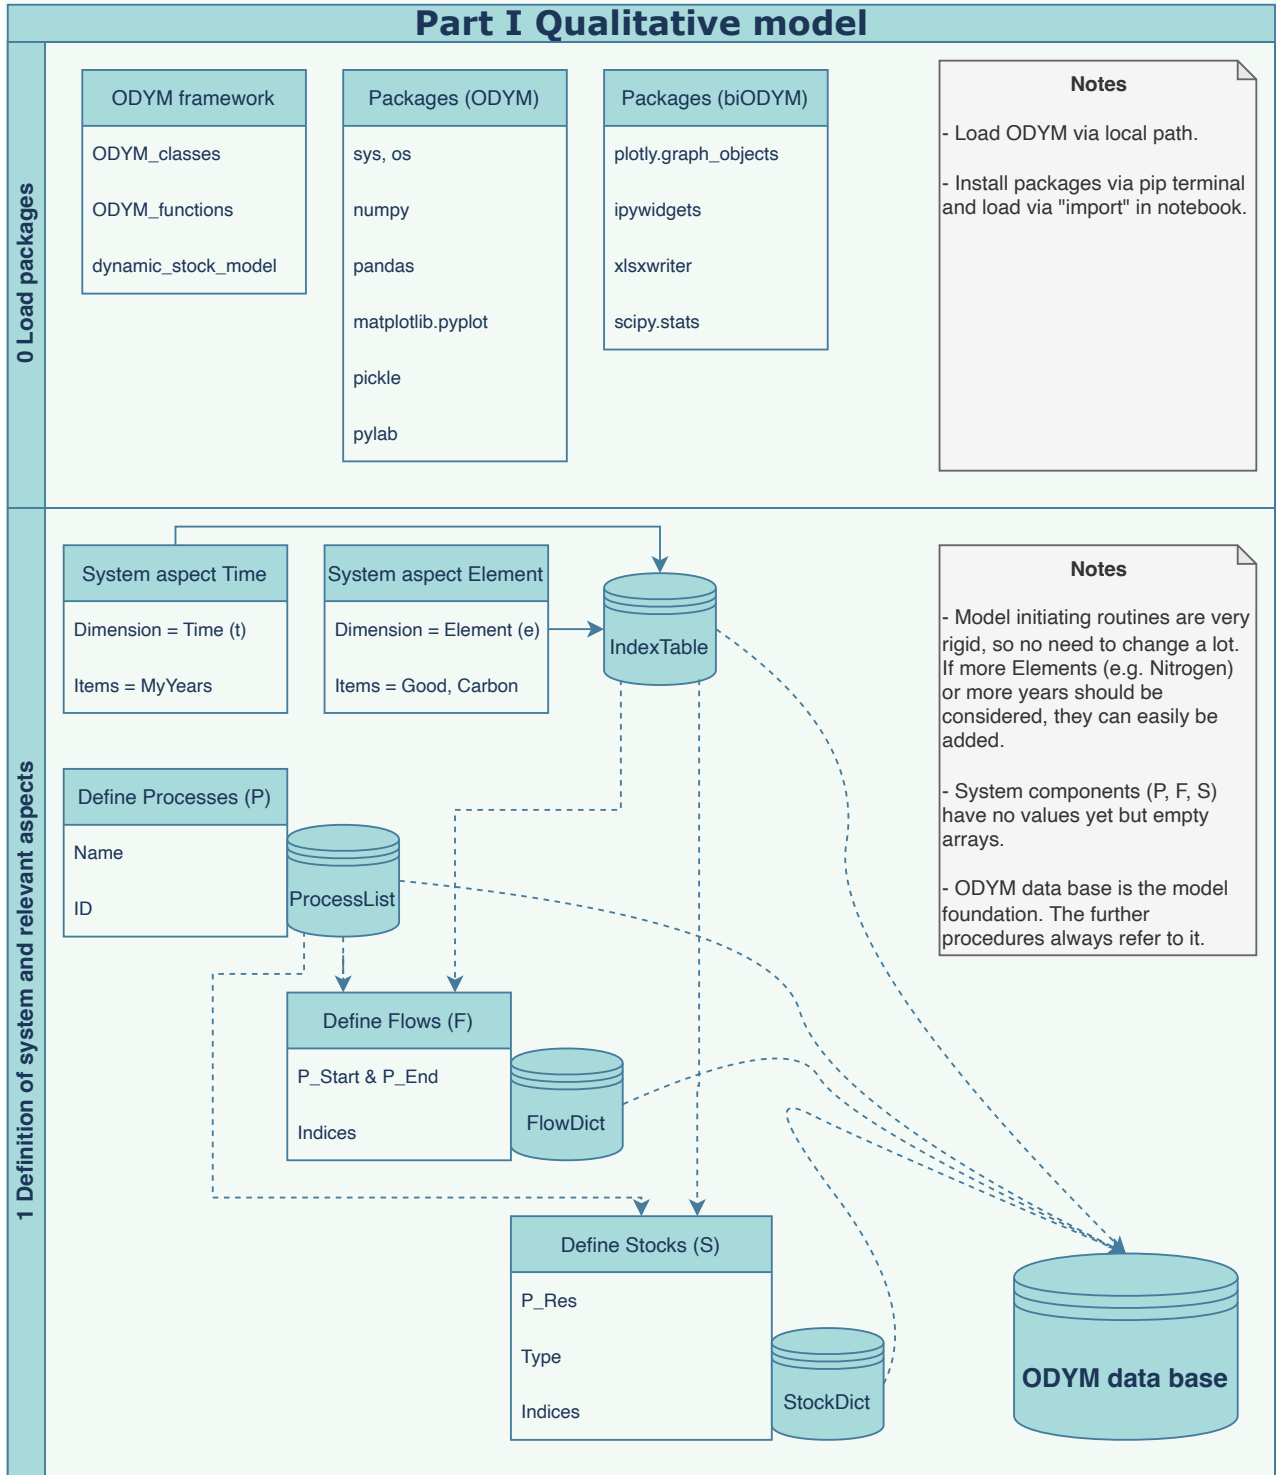 Part I Qualitative model
0 Load packages
ODYM framework
ODYM_classes
ODYM_functions
dynamic_stock_model
Packages (ODYM)
sys, os
numpy
pandas
matplotlib.pyplot
pickle
pylab
Packages (biODYM)
plotly.graph_objects
ipywidgets
xlsxwriter
scipy.stats
Notes
- Load ODYM via local path.
- Install packages via pip terminal
and load via "import" in notebook.
1 Definition of system and relevant aspects
System aspect Time
Dimension = Time (t)
Items = MyYears
System aspect Element
Dimension = Element (e)
Items = Good, Carbon
IndexTable
Notes
- Model initiating routines are very
rigid, so no need to change a lot.
If more Elements (e.g. Nitrogen)
or more years should be
considered, they can easily be
added.
- System components (P, F, S)
have no values yet but empty
arrays.
- ODYM data base is the model
foundation. The further
procedures always refer to it.
Define Processes (P)
Name
ID
ProcessList
Define Flows (F)
P_Start & P_End
Indices
FlowDict
Define Stocks (S)
P_Res
Type
Indices
StockDict
ODYM data base